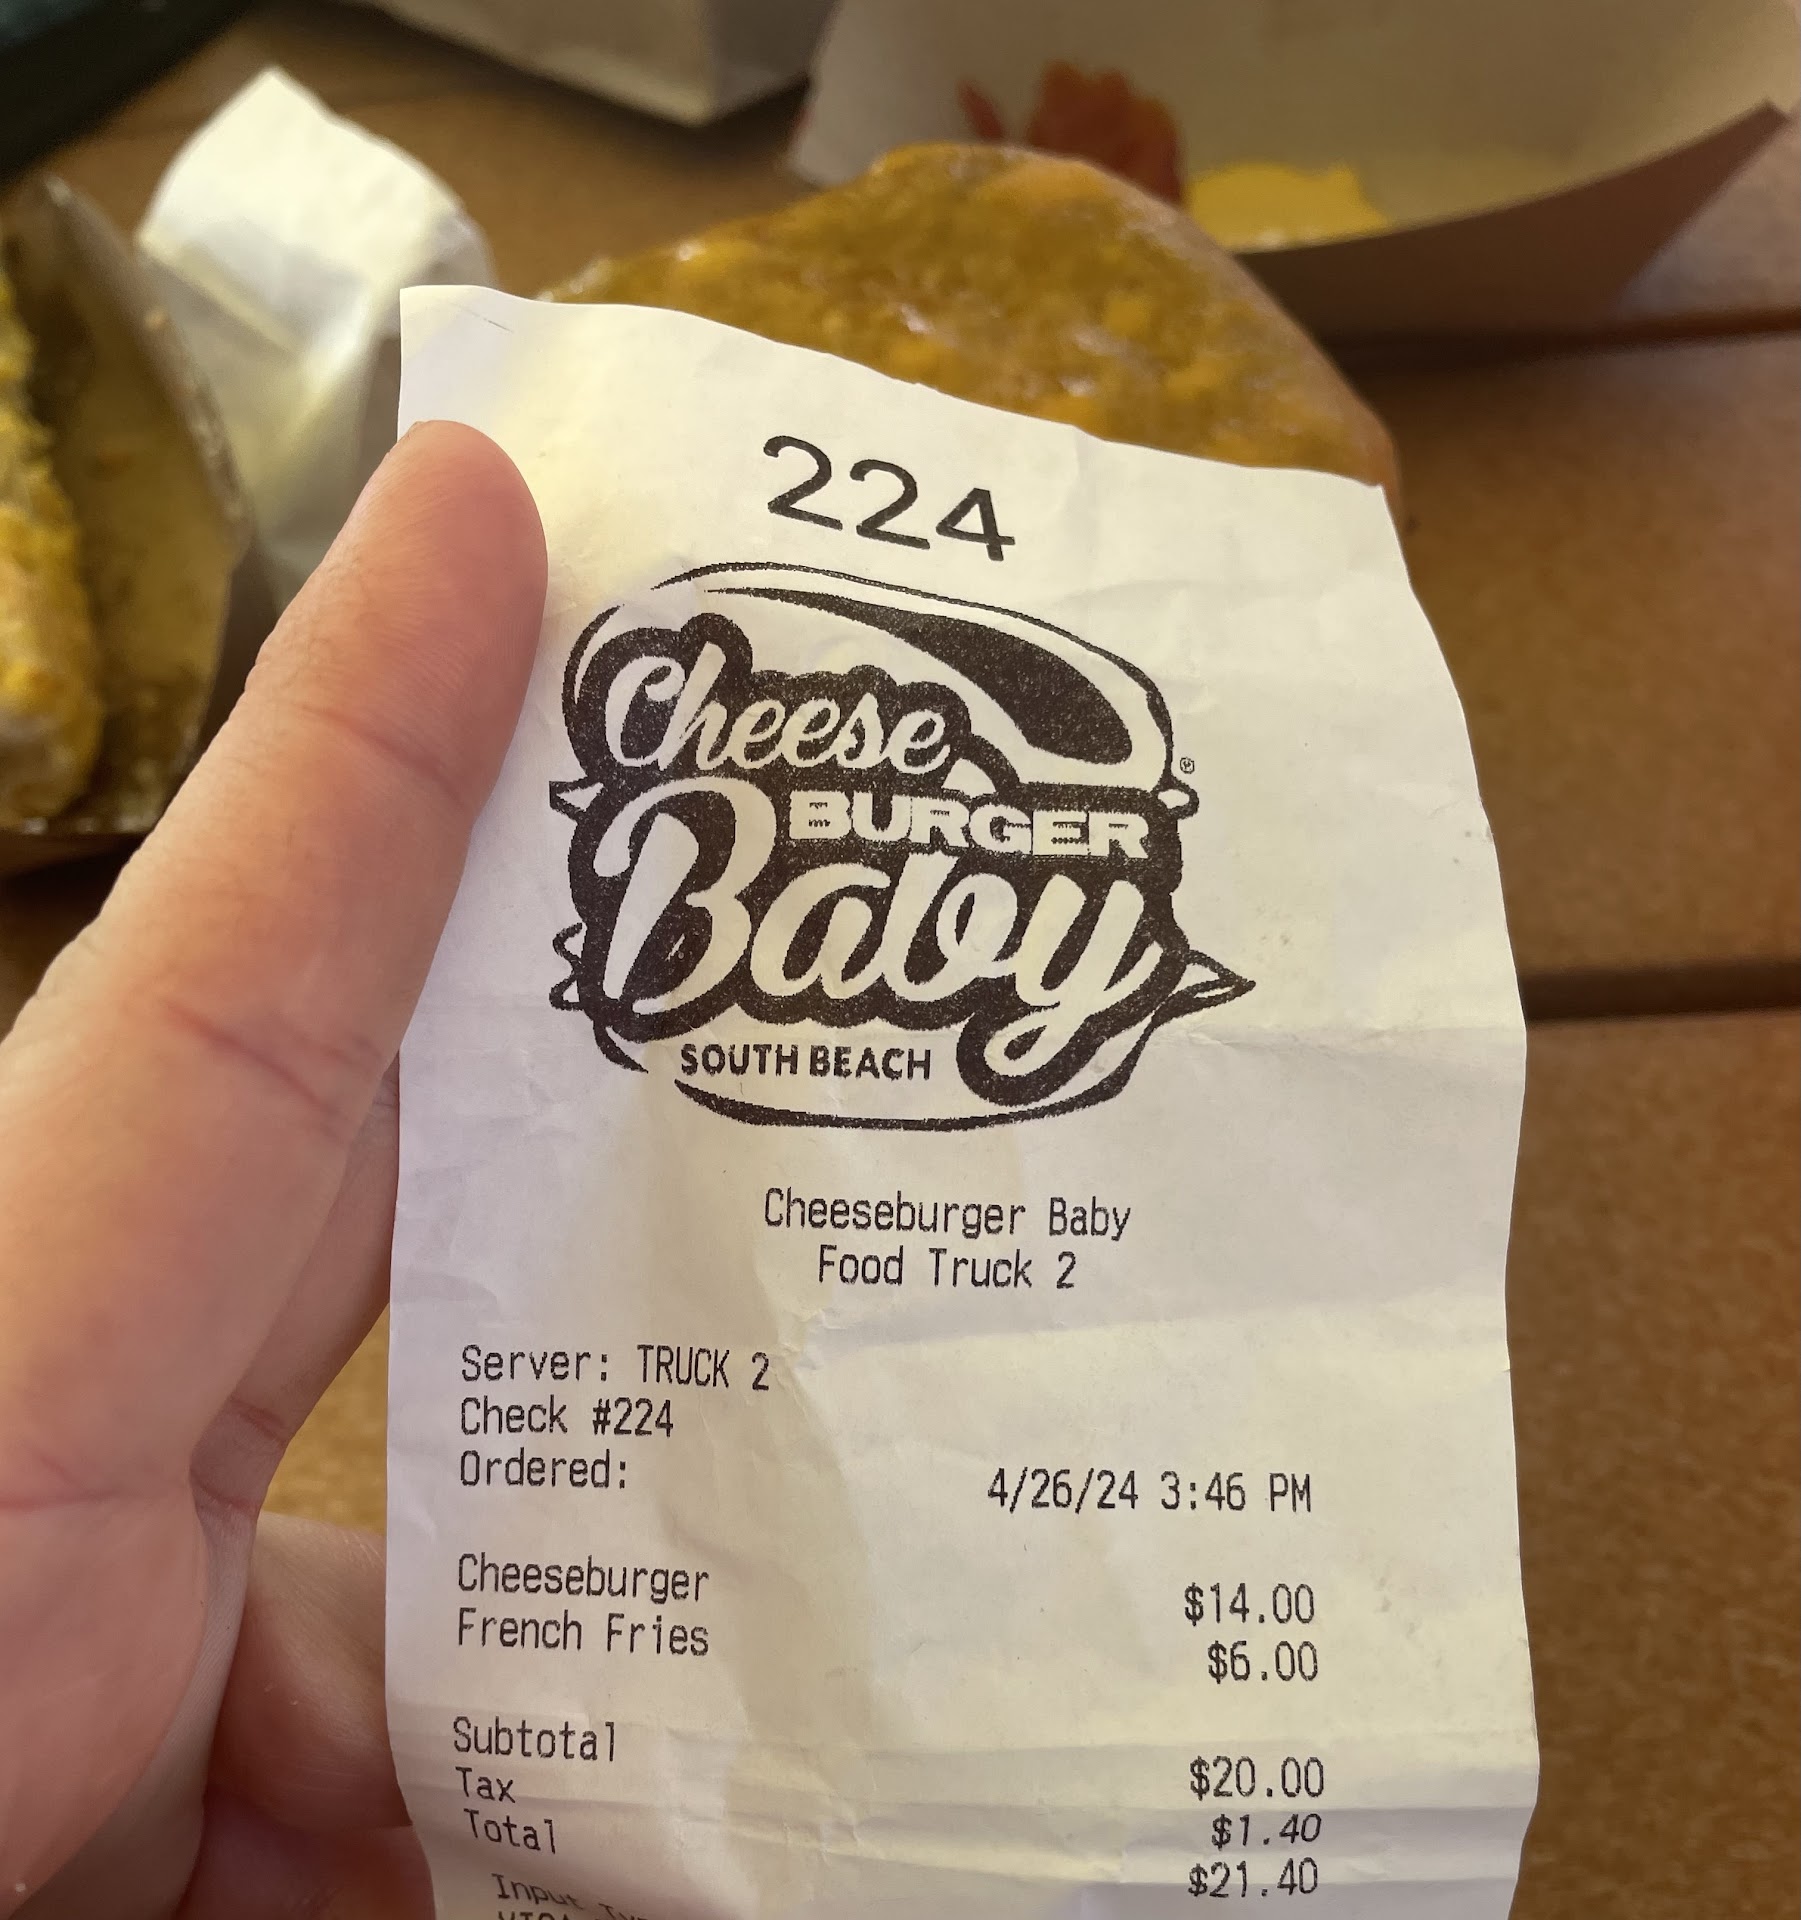 224
Cheese
BURGER
Baby
SOUTH BEACH
Cheeseburger Baby
Food Truck 2
Server: TRUCK 2
Check #224
Ordered: 4/26/24 3:46 PM
Cheeseburger $14.00
French Fries $6.00
Subtotal $20.00
Tax $1.40
Total $21.40
Input